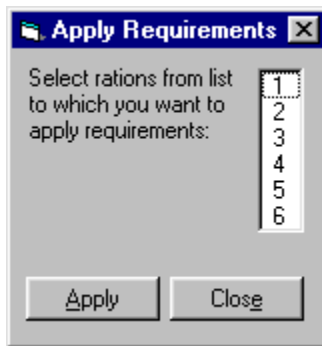 Apply Requirements
Select rations from list
to which you want to
apply requirements:
1
2
3
4
5
6
Apply
Close